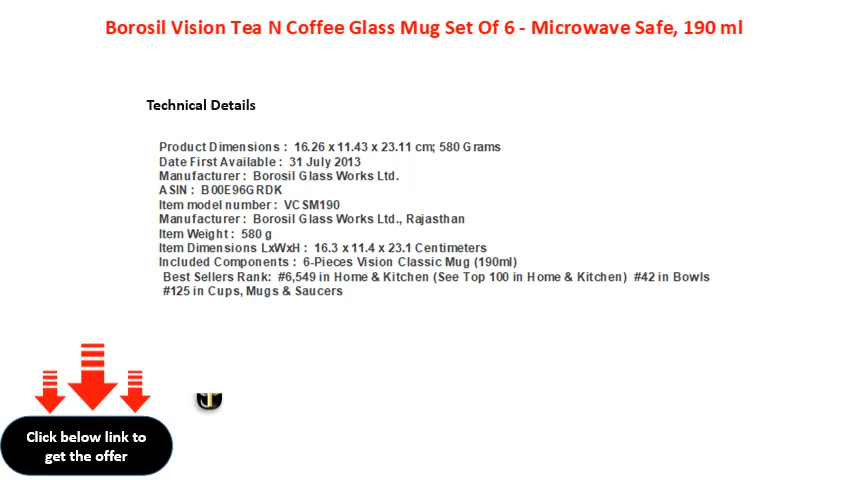 Borosil Vision Tea N Coffee Glass Mug Set Of 6 - Microwave Safe, 190 ml
Technical Details
Product Dimensions : 16.26 x 11.43 x 23.11 cm; 580 Grams
Date First Available : 31 July 2013
Manufacturer : Borosil Glass Works Ltd.
ASIN : B00E96GRDK
Item model number : VCSM190
Manufacturer : Borosil Glass Works Ltd., Rajasthan
Item Weight : 580 g
Item Dimensions LxWxH : 16.3 x 11.4 x 23.1 Centimeters
Included Components : 6-Pieces Vision Classic Mug (190ml)
Best Sellers Rank: #6,549 in Home & Kitchen (See Top 100 in Home & Kitchen) #42 in Bowls
#125 in Cups, Mugs & Saucers
Click below link to
get the offer